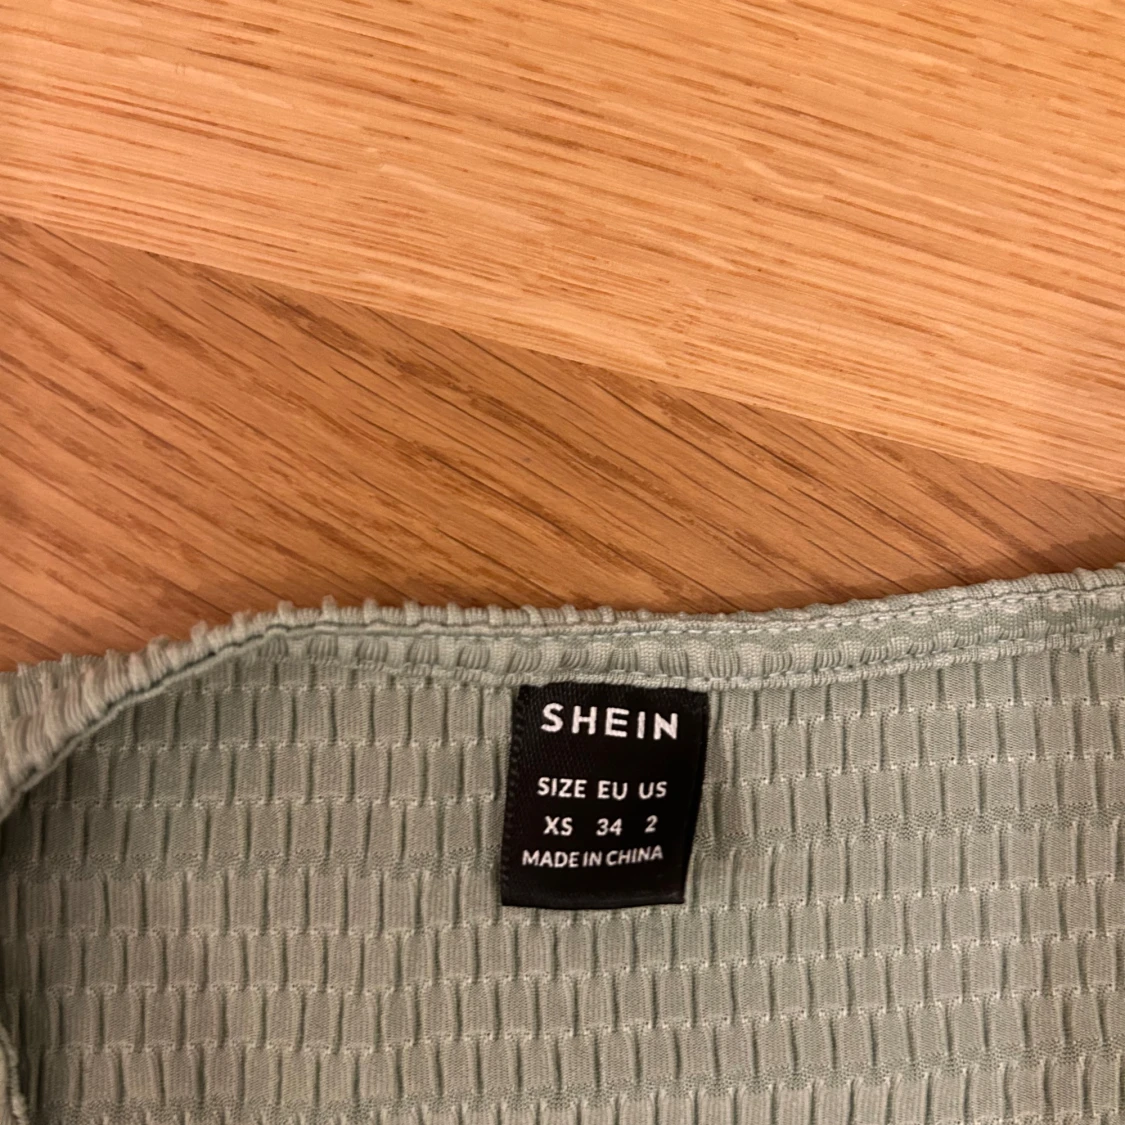 SHEIN
SIZE EU US
XS 34 2
MADE IN CHINA